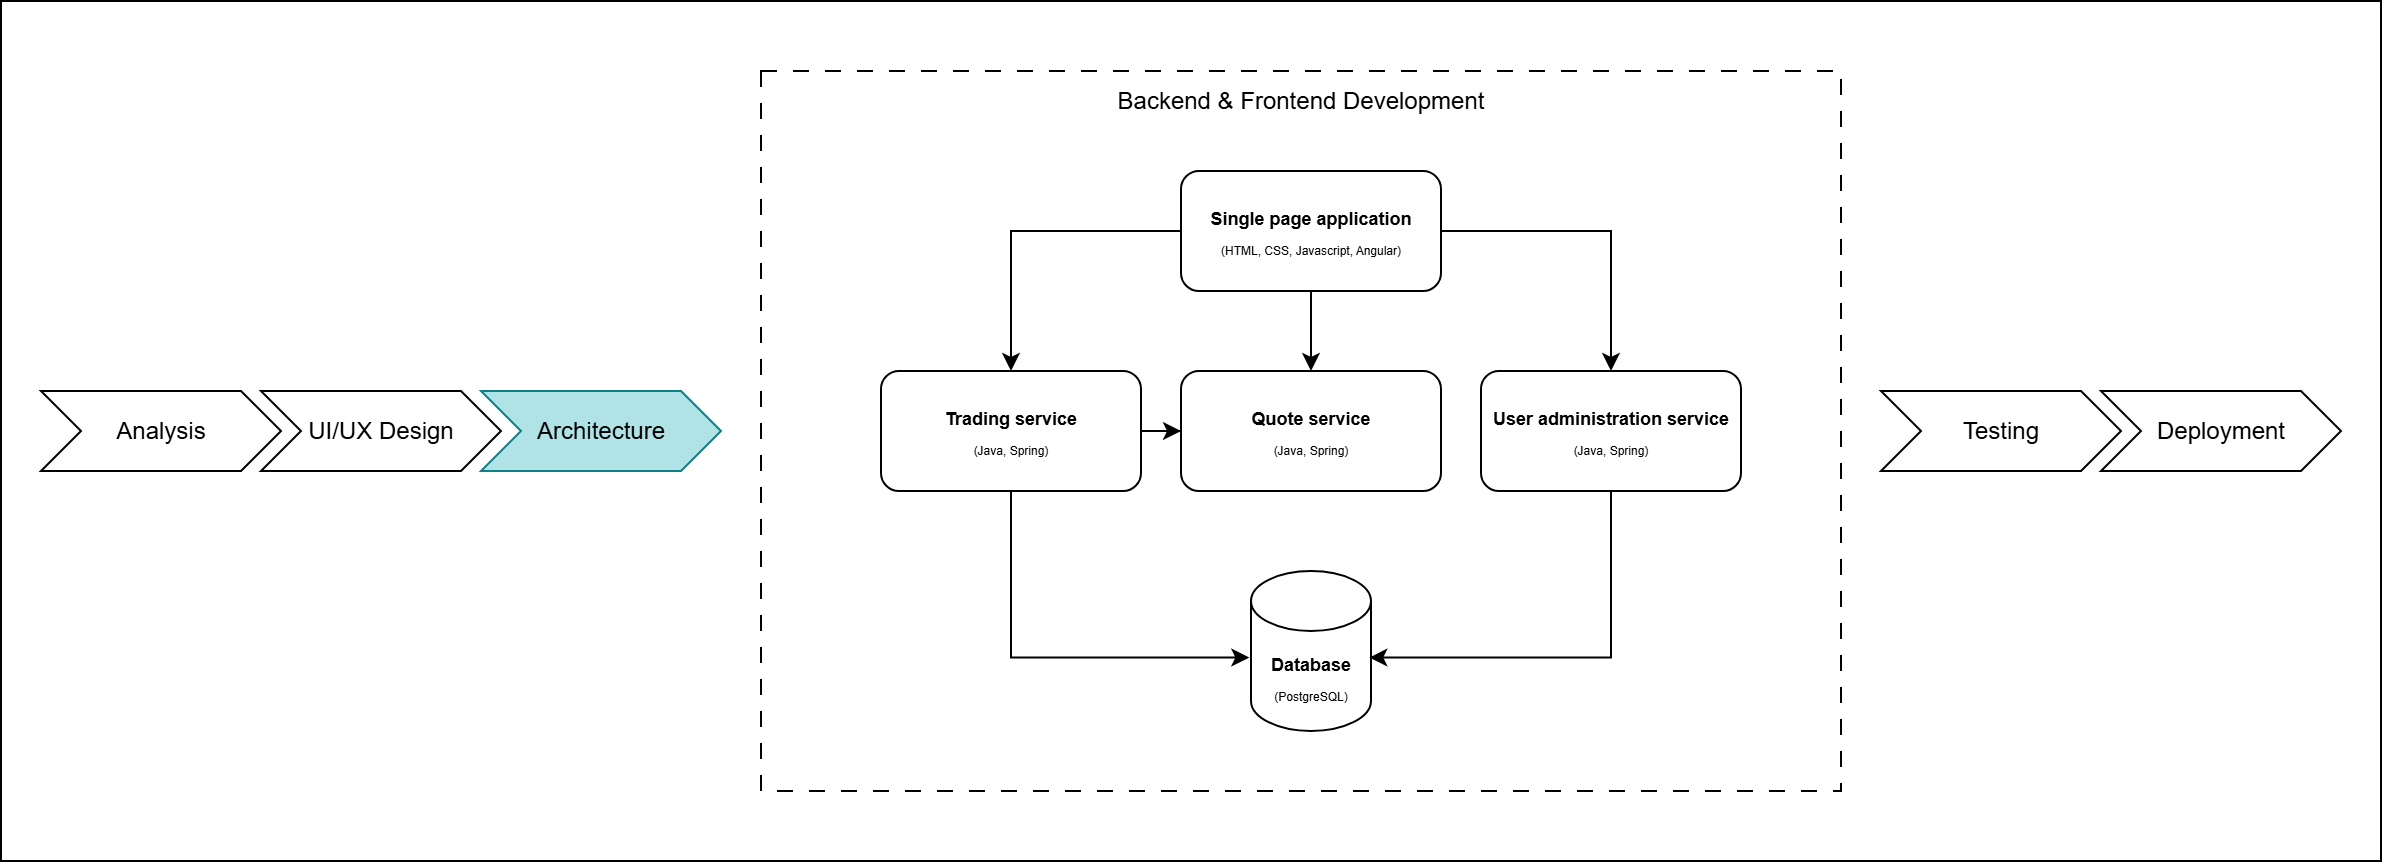 Backend & Frontend Development
Single page application
(HTML, CSS, Javascript, Angular)
Analysis
UI/UX Design
Architecture
Trading service
(Java, Spring)
Quote service
(Java, Spring)
User administration service
(Java, Spring)
Database
(PostgreSQL)
Testing
Deployment